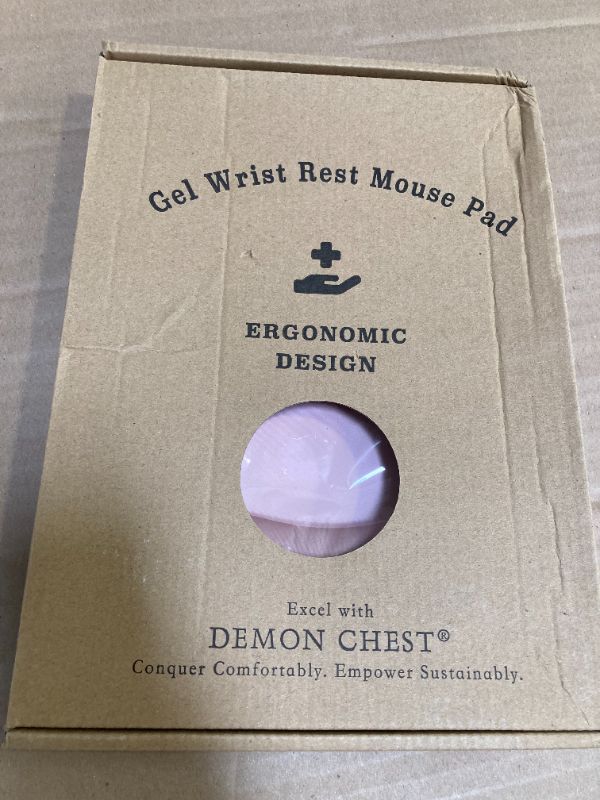 Gel Wrist Rest Mouse Pad
ERGONOMIC
DESIGN
Excel with
DEMON CHEST®
Conquer Comfortably. Empower Sustainably.